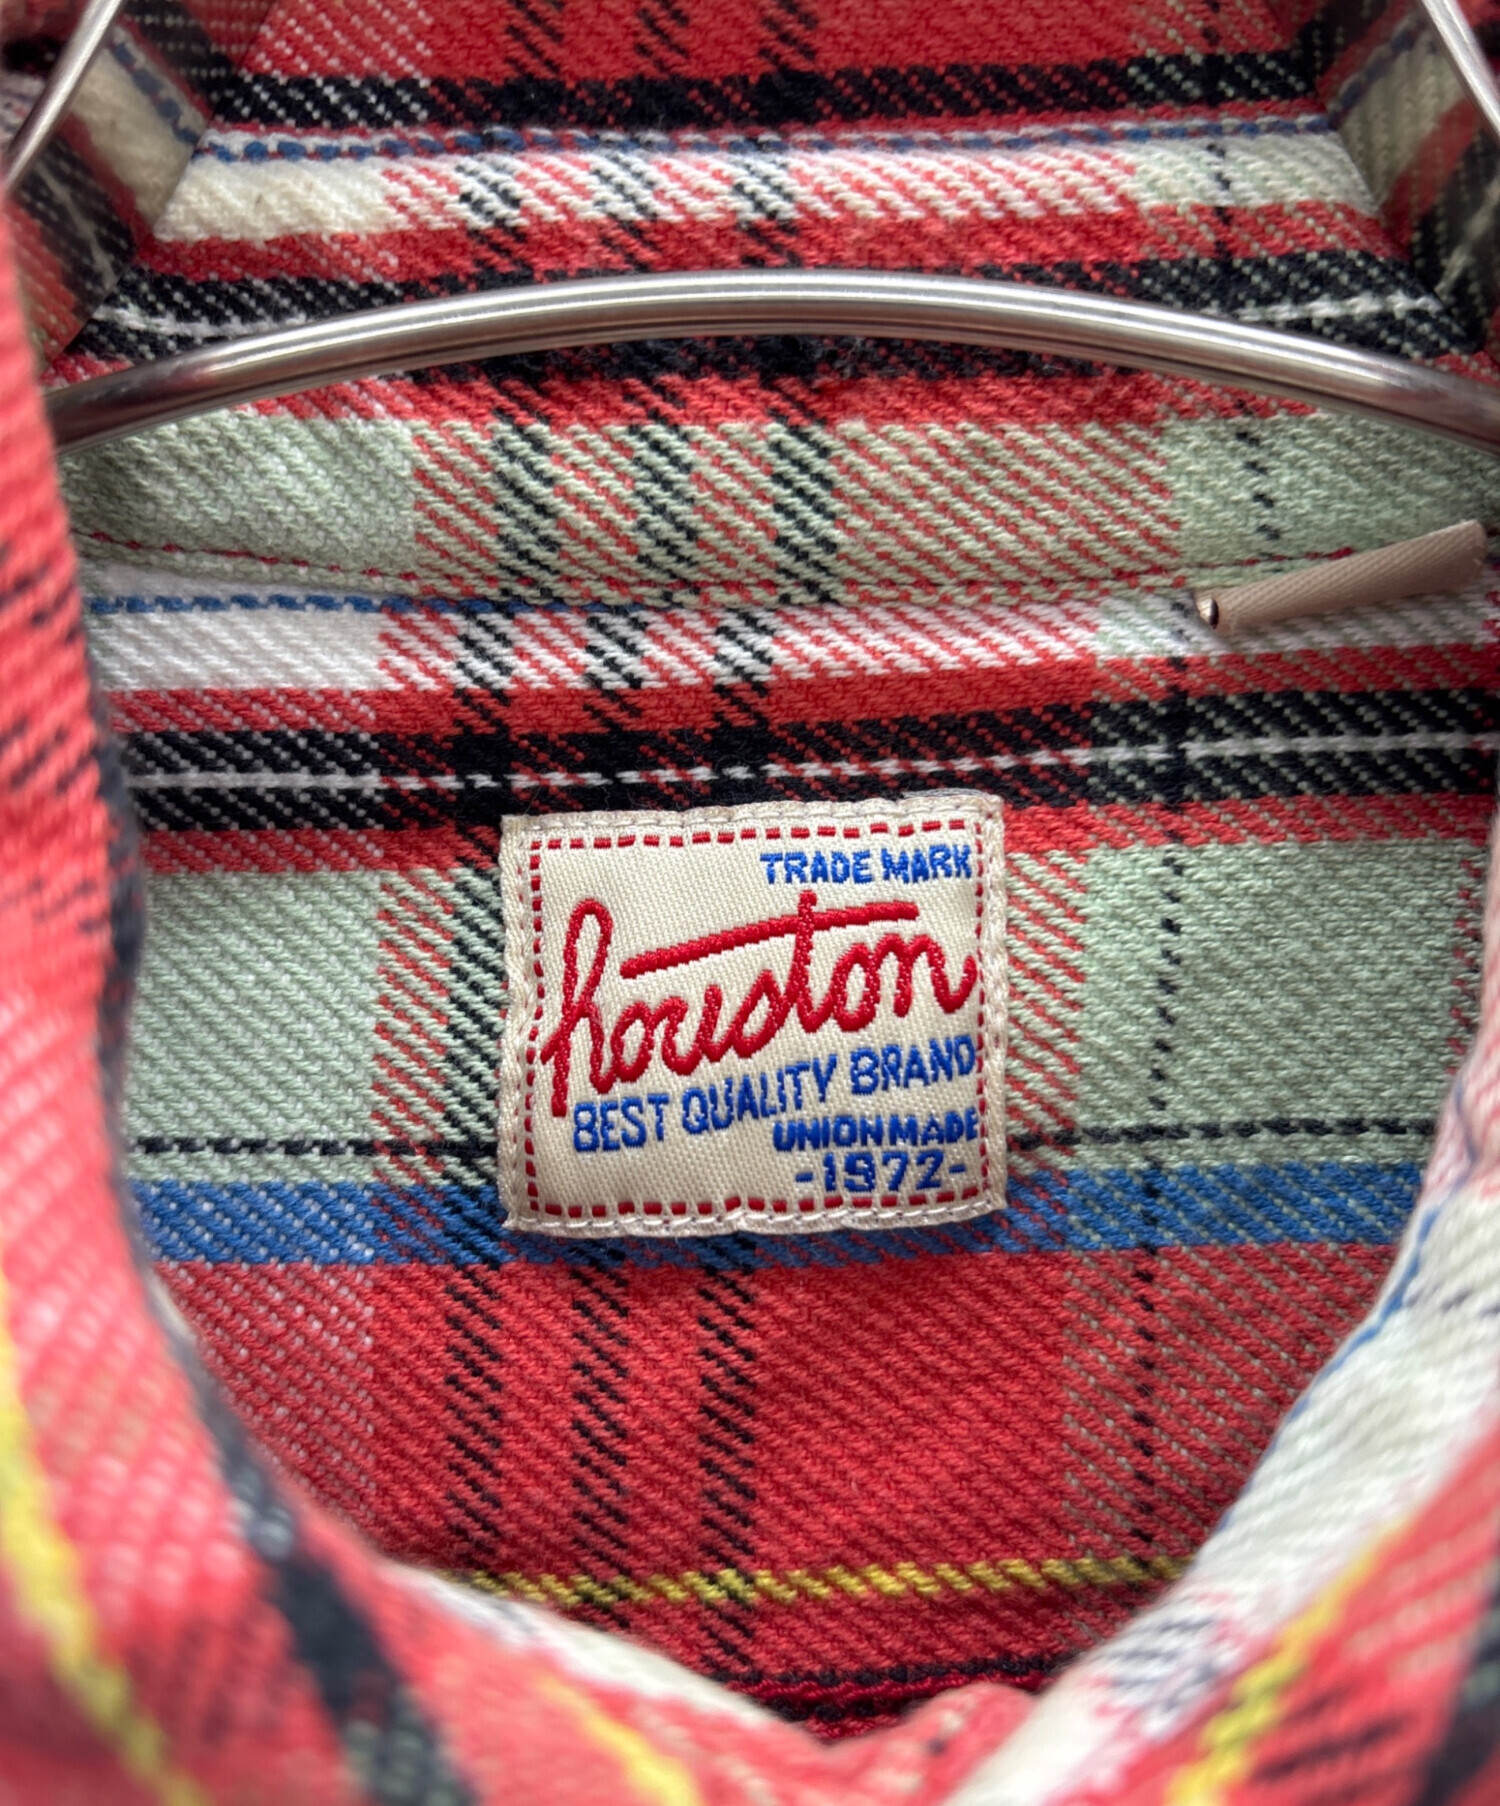 TRADE MARK
houston
BEST QUALITY BRAND
UNION MADE
-1972-